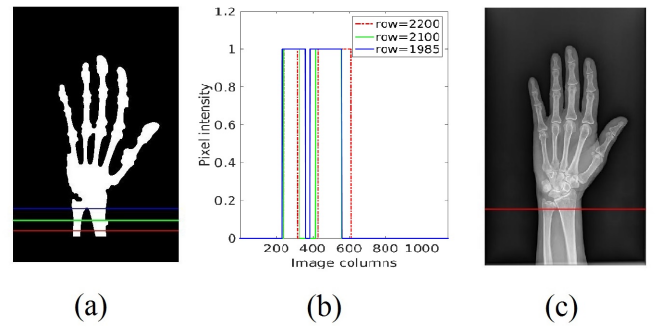 1.2
1
0.8
0.6
0.4
0.2
0
Pixel intensity
row=2200
row=2100
row=1985
200 400 600 800 1000
Image columns
(a) (b) (c)